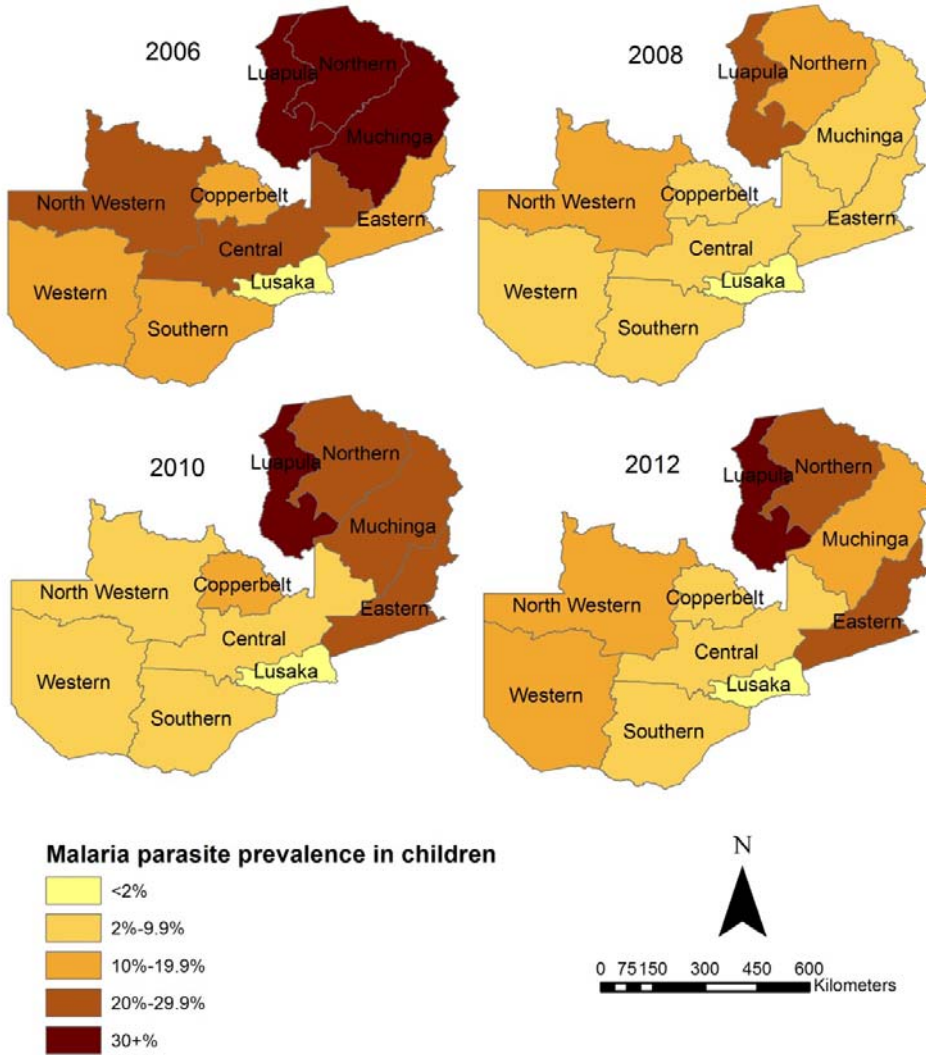 2006
Luapula
Northern
Muchinga
North Western
Copperbelt
Eastern
Central
Lusaka
Western
Southern
2008
Luapula
Northern
Muchinga
North Western
Copperbelt
Eastern
Central
Lusaka
Western
Southern
2010
Luapula
Northern
Muchinga
North Western
Copperbelt
Eastern
Central
Lusaka
Western
Southern
2012
Luapula
Northern
Muchinga
North Western
Copperbelt
Eastern
Central
Lusaka
Western
Southern
Malaria parasite prevalence in children
<2%
2%-9.9%
10%-19.9%
20%-29.9%
30+%
N
0 75 150 300 450 600
Kilometers